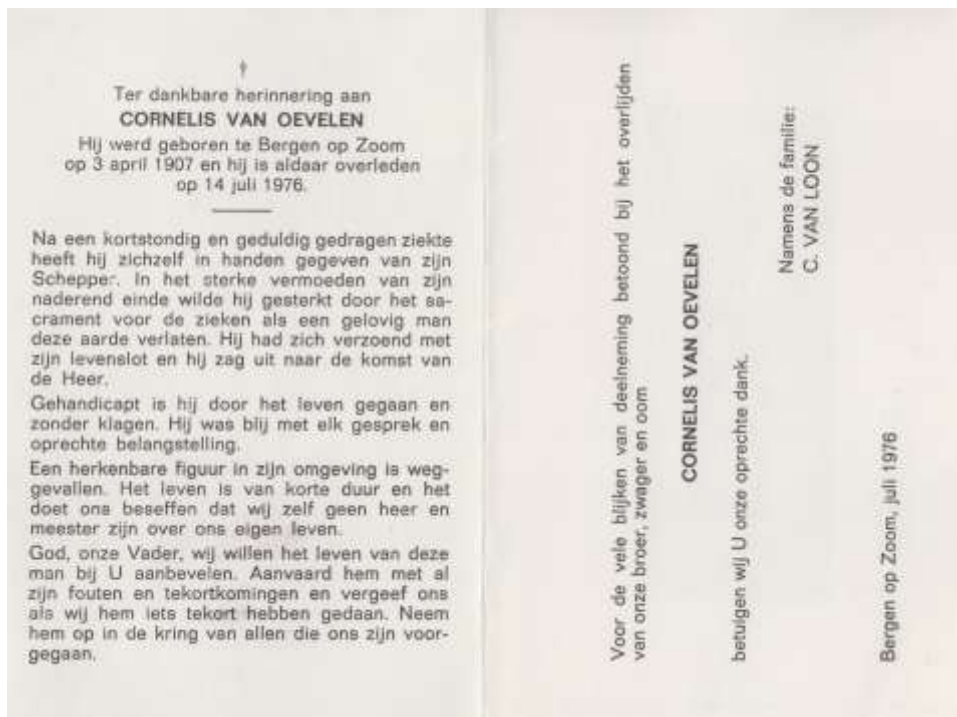 †
Ter dankbare herinnering aan
CORNELIS VAN OEVELEN
Hij werd geboren te Bergen op Zoom
op 3 april 1907 en hij is aldaar overleden
op 14 juli 1976.
Na een kortstondig en geduldig gedragen ziekte
heeft hij zichzelf in handen gegeven van zijn
Schepper. In het sterke vermoeden van zijn
naderend einde wilde hij gesterkt door het sa-
crament voor de zieken als een gelovig man
deze aarde verlaten. Hij had zich verzoend met
zijn levenslot en hij zag uit naar de komst van
de Heer.
Gehandicapt is hij door het leven gegaan en
zonder klagen. Hij was blij met elk gesprek en
oprechte belangstelling.
Een herkenbare figuur in zijn omgeving is weg-
gevallen. Het leven is van korte duur en het
doet ons beseffen dat wij zelf geen heer en
meester zijn over ons eigen leven.
God, onze Vader, wij willen het leven van deze
man bij U aanbevelen. Aanvaard hem met al
zijn fouten en tekortkomingen en vergeef ons
als wij hem iets tekort hebben gedaan. Neem
hem op in de kring van allen die ons zijn voor-
gegaan.
Voor de vele blijken van deelneming betoond bij het overlijden
van onze broer, zwager en oom
CORNELIS VAN OEVELEN
betuigen wij U onze oprechte dank.
Namens de familie:
C. VAN LOON
Bergen op Zoom, juli 1976